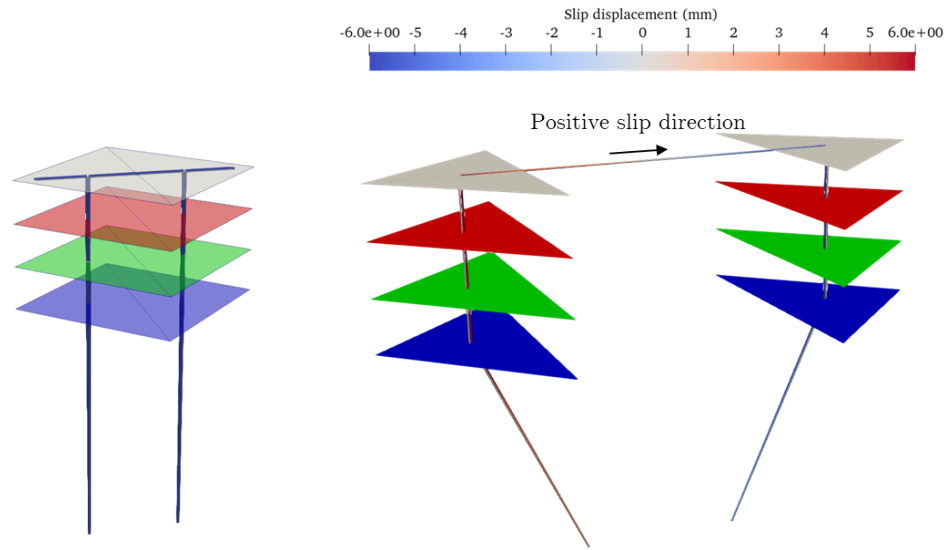 Slip displacement (mm)
-6.0e+00 -5 -4 -3 -2 -1 0 1 2 3 4 5 6.0e+00
Positive slip direction